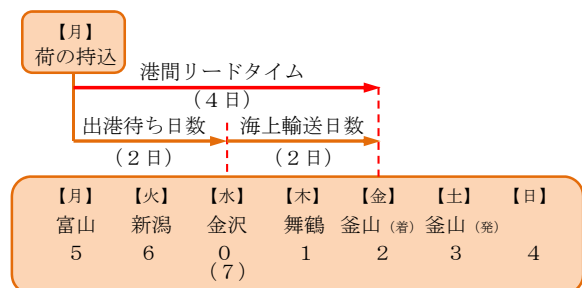 【月】
荷の持込
港間リードタイム
（４日）
出港待ち日数 海上輸送日数
（２日） （２日）
【月】 【火】 【水】 【木】 【金】 【土】 【日】
富山 新潟 金沢 舞鶴 釜山（着） 釜山（発）
５ ６ ０ １ ２ ３ ４
（７）